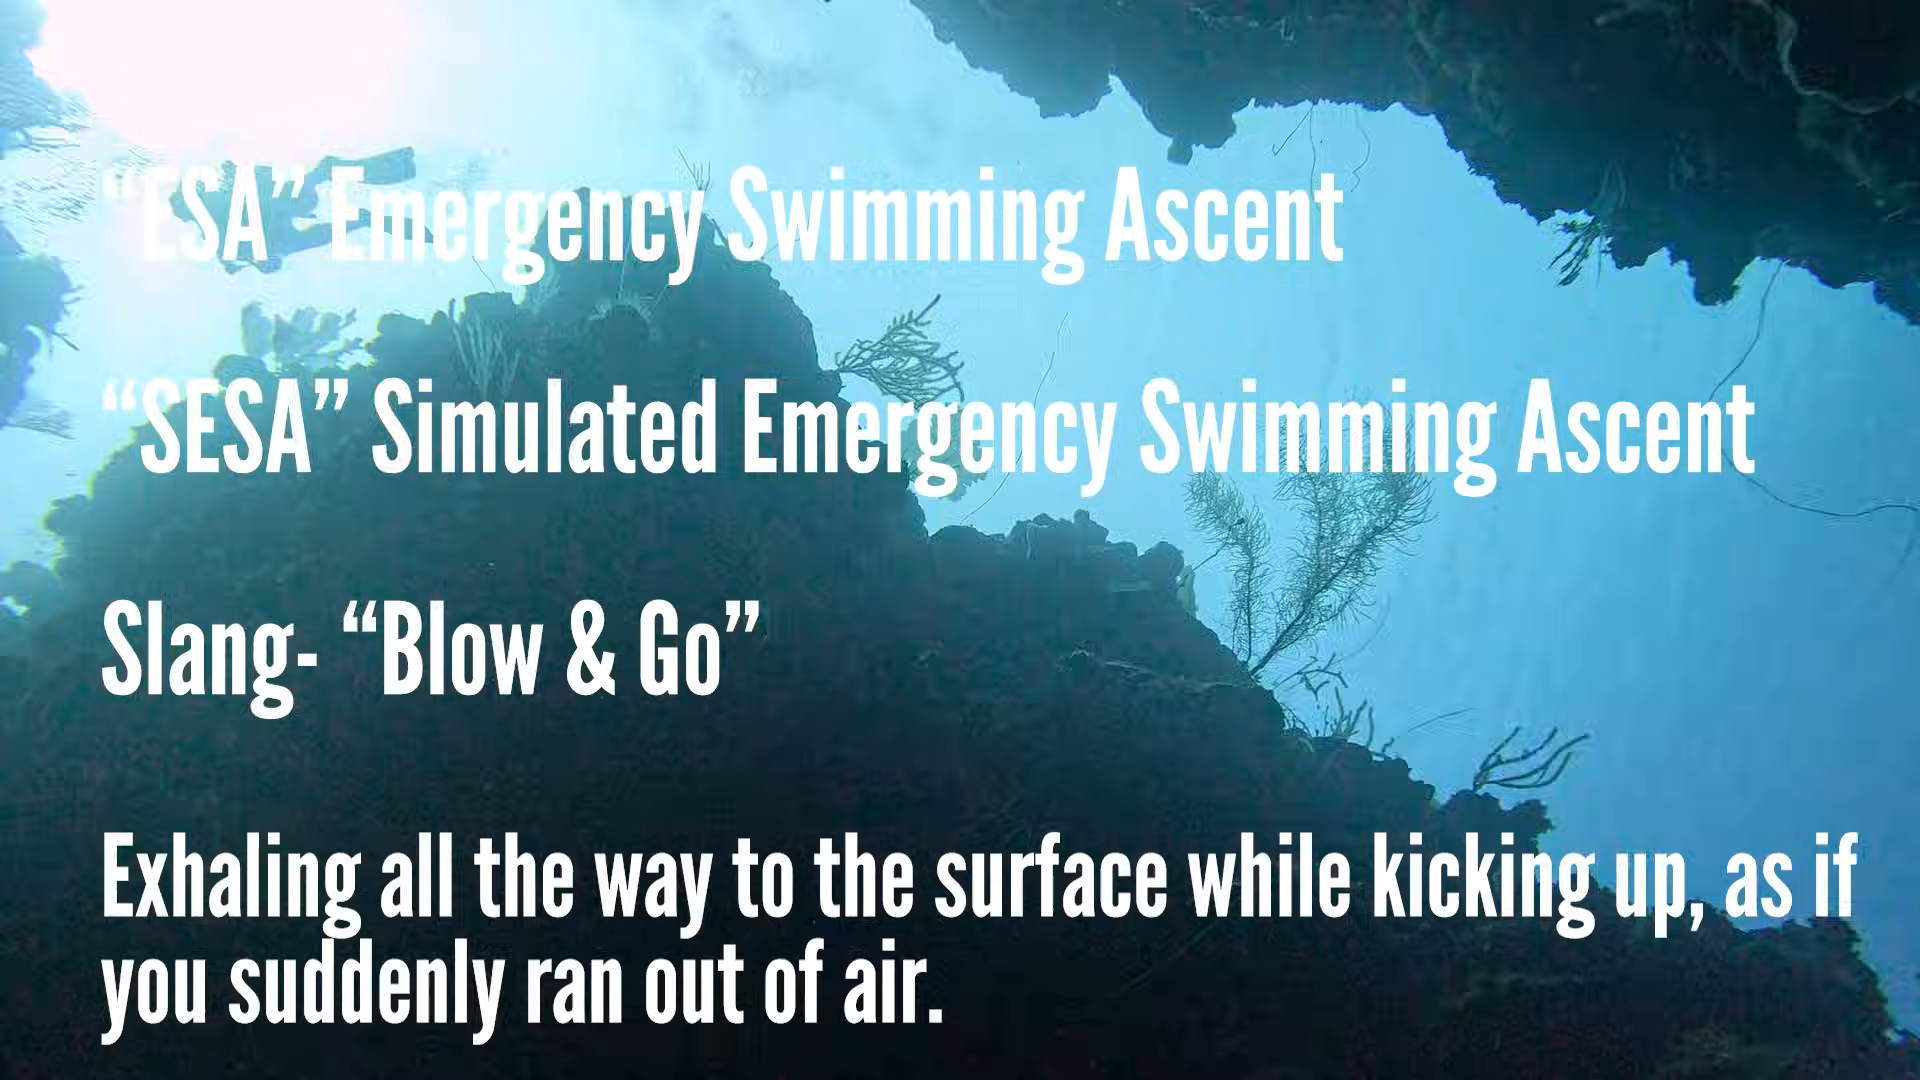 “ESA” Emergency Swimming Ascent
“SESA” Simulated Emergency Swimming Ascent
Slang- “Blow & Go”
Exhaling all the way to the surface while kicking up, as if
you suddenly ran out of air.